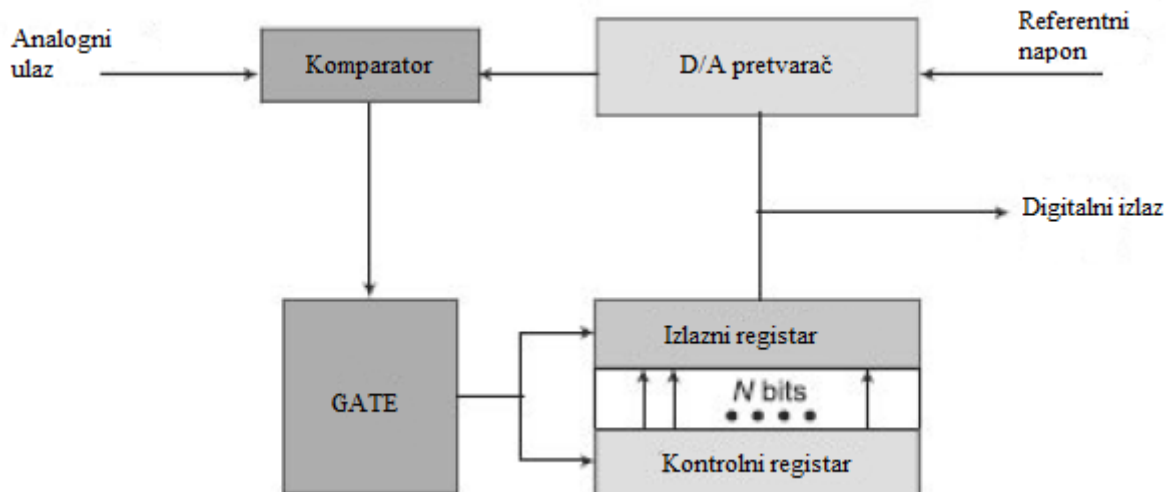 Analogni
ulaz
Komparator
D/A pretvarač
Referentni
napon
Digitalni izlaz
GATE
Izlazni registar
N bits
Kontrolni registar